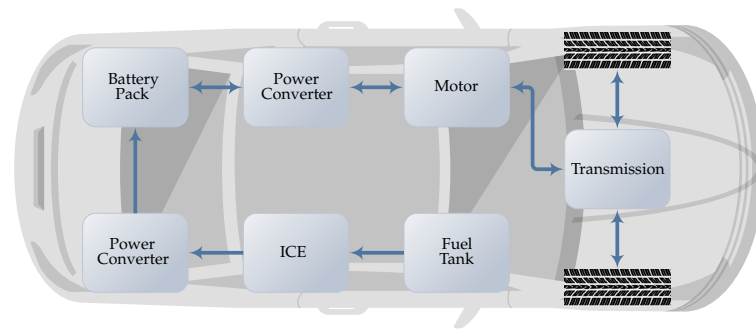 Battery
Pack
Power
Converter
Motor
Transmission
Power
Converter
ICE
Fuel
Tank